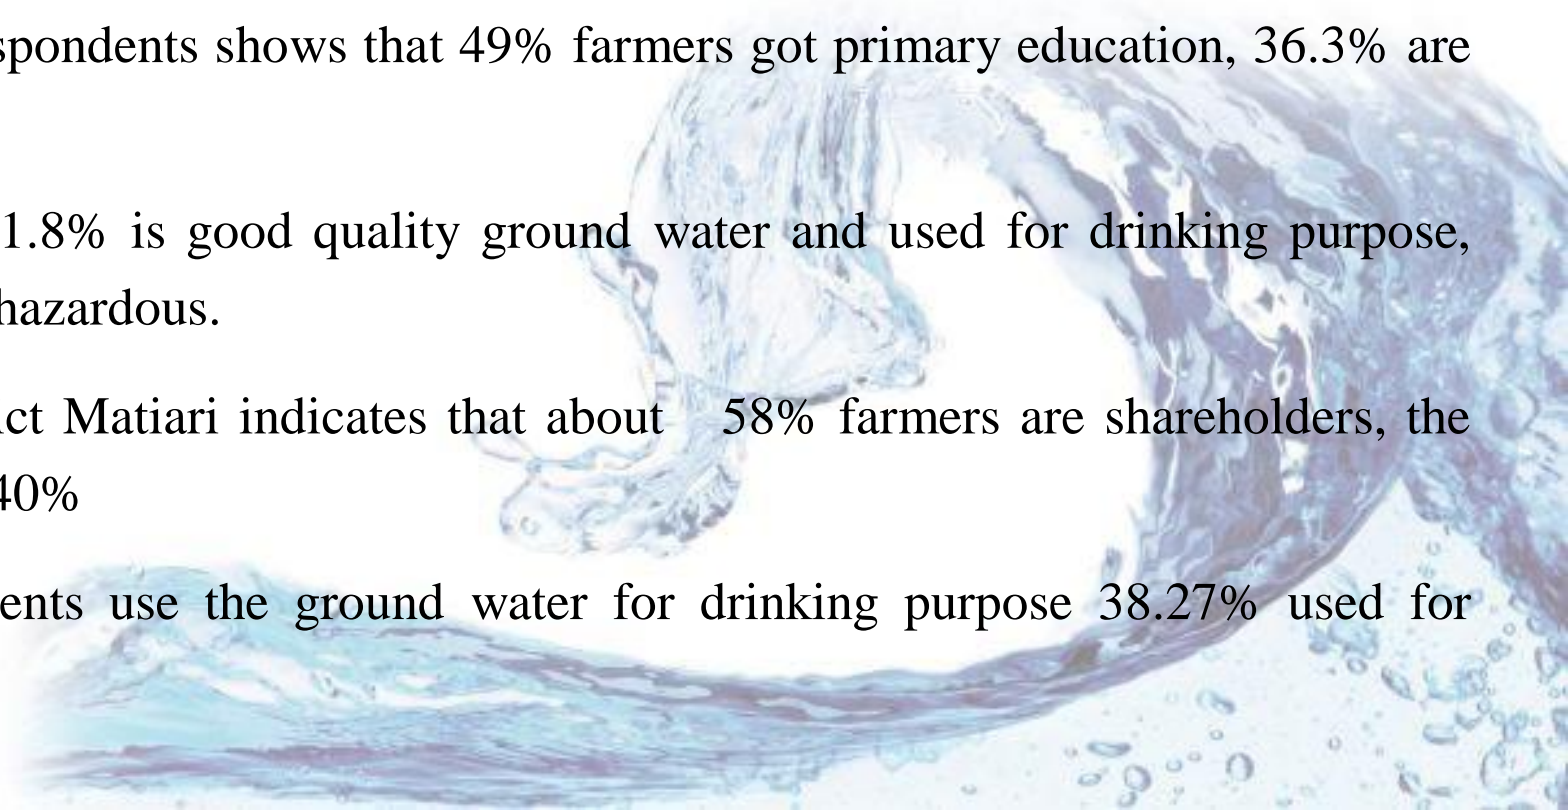 spondents shows that 49% farmers got primary education, 36.3% are
1.8% is good quality ground water and used for drinking purpose,
hazardous.
ct Matiari indicates that about 58% farmers are shareholders, the
40%
ents use the ground water for drinking purpose 38.27% used for